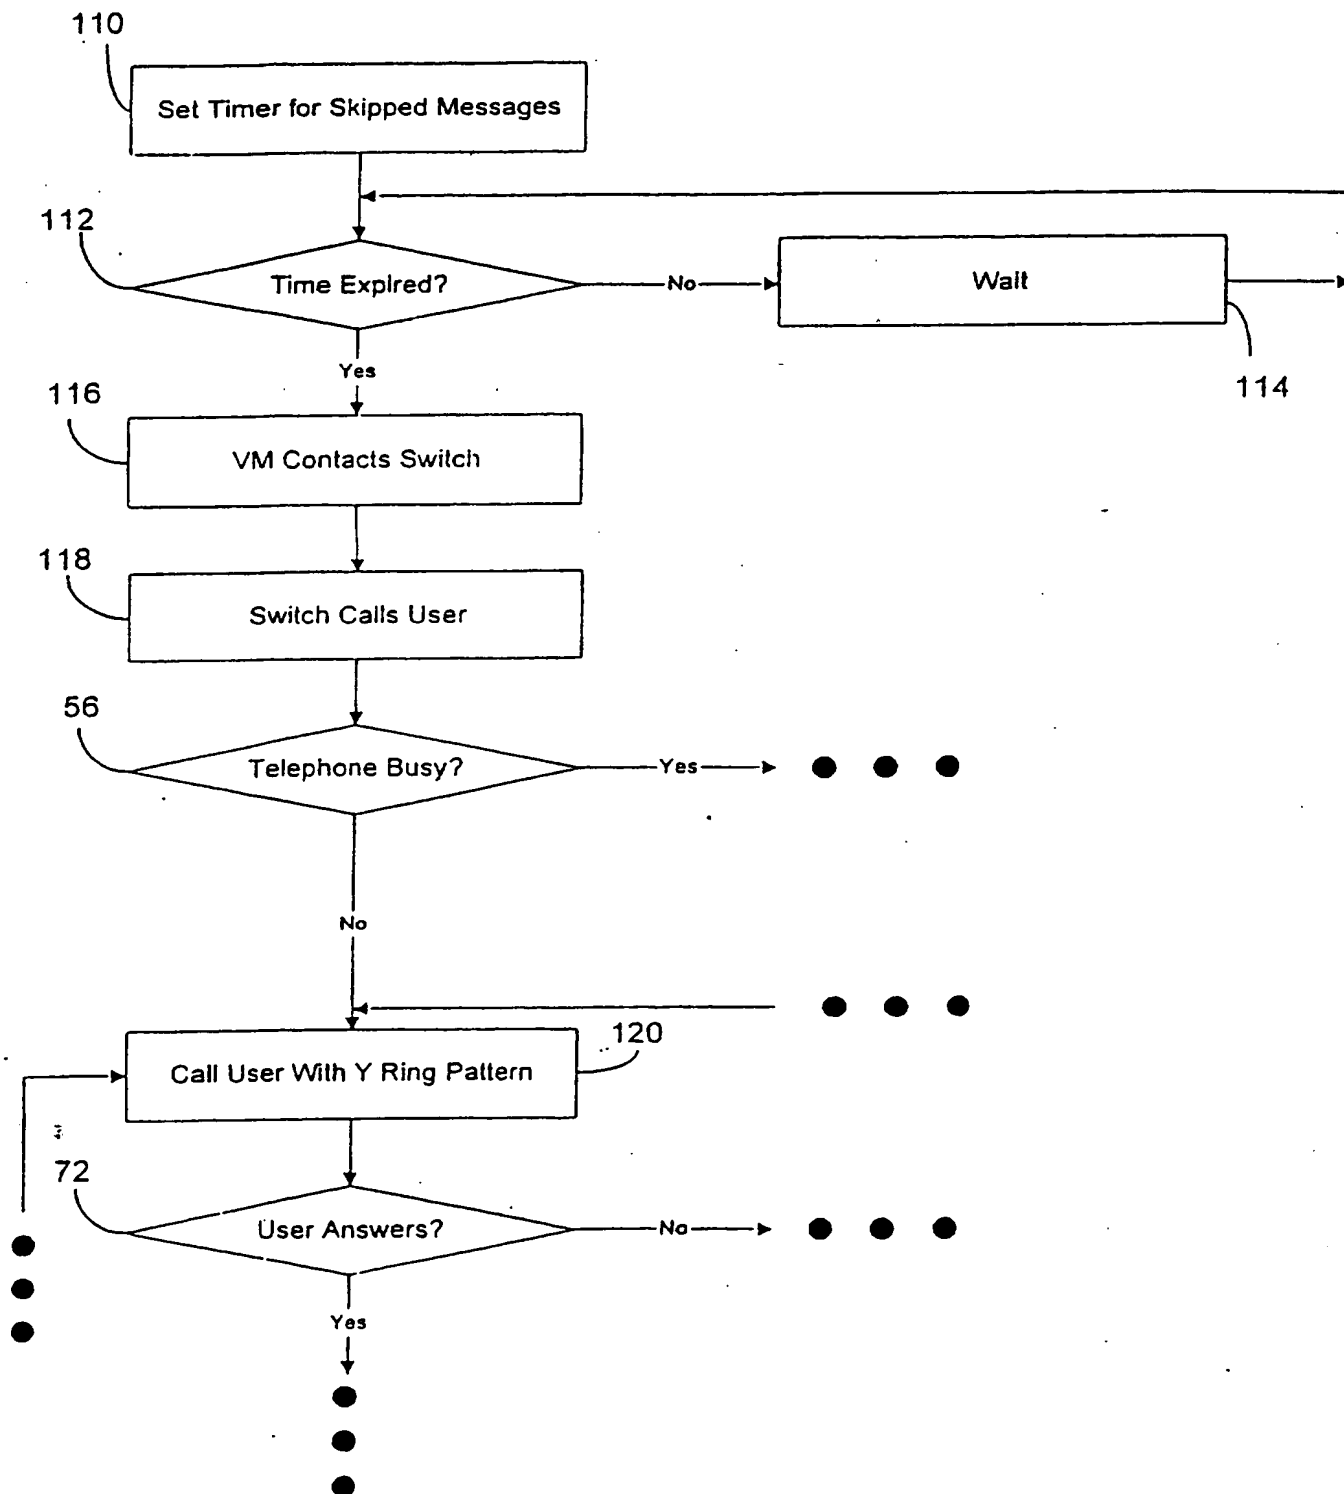 110
Set Timer for Skipped Messages
112
Time Expired?
No
Wait
114
Yes
116
VM Contacts Switch
118
Switch Calls User
56
Telephone Busy?
Yes
No
120
Call User With Y Ring Pattern
72
User Answers?
No
Yes